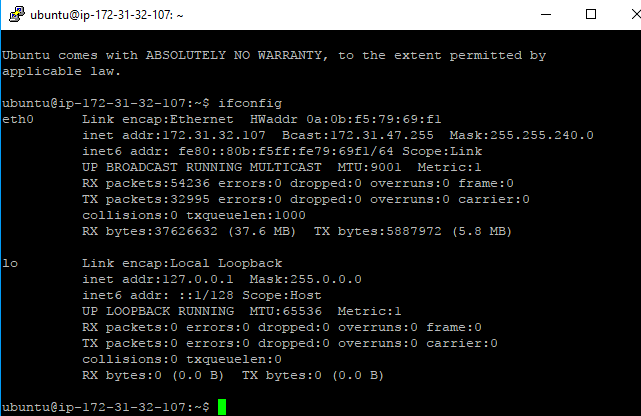 ubuntu@ip-172-31-32-107: ~
Ubuntu comes with ABSOLUTELY NO WARRANTY, to the extent permitted by
applicable law.
ubuntu@ip-172-31-32-107:~$ ifconfig
eth0      Link encap:Ethernet  HWaddr 0a:0b:f5:79:69:f1
          inet addr:172.31.32.107  Bcast:172.31.47.255  Mask:255.255.240.0
          inet6 addr: fe80::80b:f5ff:fe79:69f1/64 Scope:Link
          UP BROADCAST RUNNING MULTICAST  MTU:9001  Metric:1
          RX packets:54236 errors:0 dropped:0 overruns:0 frame:0
          TX packets:32995 errors:0 dropped:0 overruns:0 carrier:0
          collisions:0 txqueuelen:1000
          RX bytes:37626632 (37.6 MB)  TX bytes:5887972 (5.8 MB)
lo        Link encap:Local Loopback
          inet addr:127.0.0.1  Mask:255.0.0.0
          inet6 addr: ::1/128 Scope:Host
          UP LOOPBACK RUNNING  MTU:65536  Metric:1
          RX packets:0 errors:0 dropped:0 overruns:0 frame:0
          TX packets:0 errors:0 dropped:0 overruns:0 carrier:0
          collisions:0 txqueuelen:0
          RX bytes:0 (0.0 B)  TX bytes:0 (0.0 B)
ubuntu@ip-172-31-32-107:~$